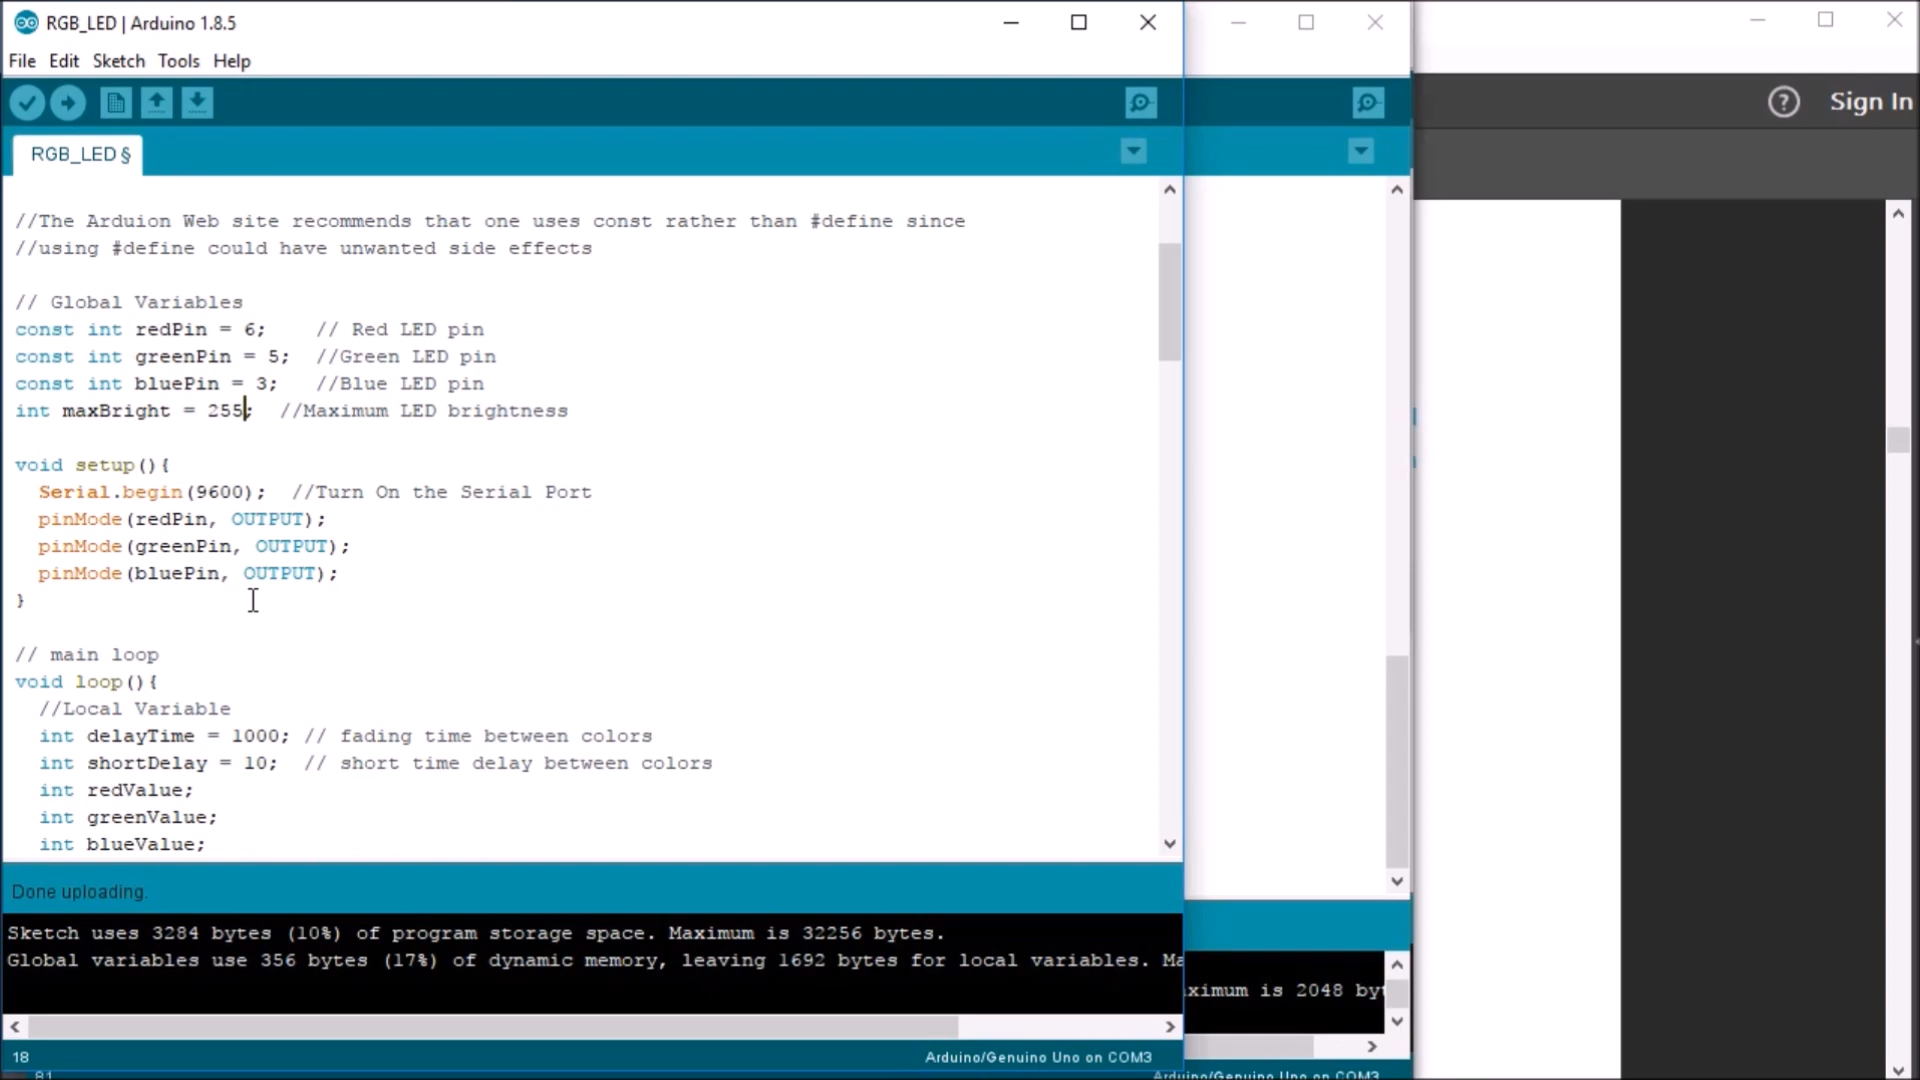 RGB_LED | Arduino 1.8.5
File Edit Sketch Tools Help
Sign In
RGB_LED §
//The Arduion Web site recommends that one uses const rather than #define since
//using #define could have unwanted side effects
// Global Variables
const int redPin = 6;    // Red LED pin
const int greenPin = 5;  //Green LED pin
const int bluePin = 3;   //Blue LED pin
int maxBright = 255;  //Maximum LED brightness
void setup(){
  Serial.begin(9600);  //Turn On the Serial Port
  pinMode(redPin, OUTPUT);
  pinMode(greenPin, OUTPUT);
  pinMode(bluePin, OUTPUT);
}
// main loop
void loop(){
  //Local Variable
  int delayTime = 1000; // fading time between colors
  int shortDelay = 10;  // short time delay between colors
  int redValue;
  int greenValue;
  int blueValue;
Done uploading.
Sketch uses 3284 bytes (10%) of program storage space. Maximum is 32256 bytes.
Global variables use 356 bytes (17%) of dynamic memory, leaving 1692 bytes for local variables. Ma
ximum is 2048 byt
18
Arduino/Genuino Uno on COM3
81
Arduino/Genuino Uno on COM3